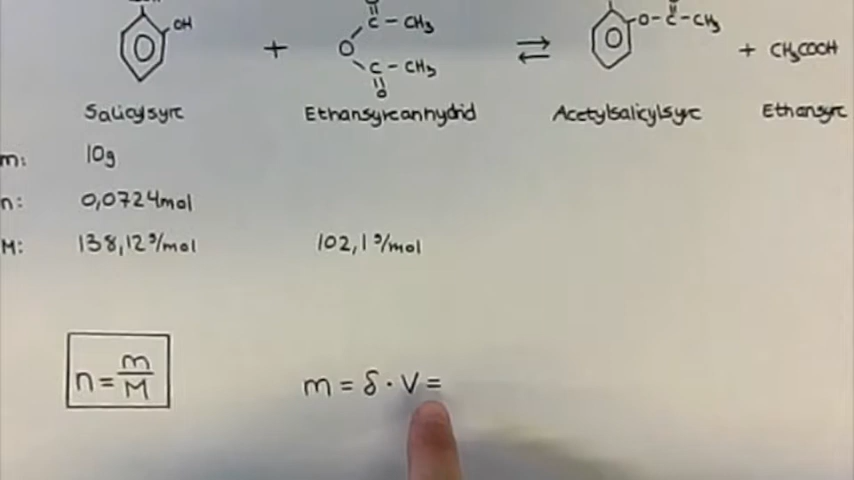 OH + O C - CH3 C - CH3 O ⇌ O - C - CH3 + CH3COOH
Salicylsyre Ethansyreanhydrid Acetylsalicylsyre Ethansyre
m: 10g
n: 0,0724mol
M: 138,12 g/mol 102,1 g/mol
n = m/M
m = δ · V =